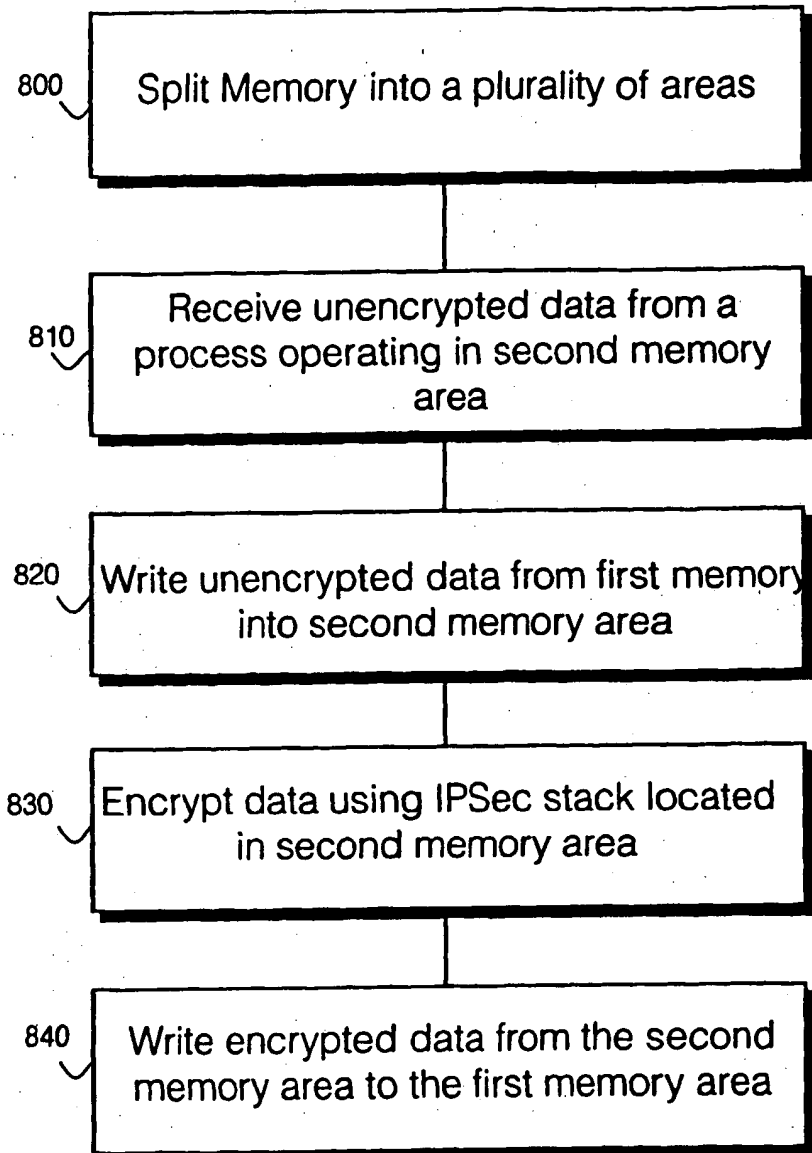 800
Split Memory into a plurality of areas
810
Receive unencrypted data from a
process operating in second memory
area
820
Write unencrypted data from first memory
into second memory area
830
Encrypt data using IPSec stack located
in second memory area
840
Write encrypted data from the second
memory area to the first memory area